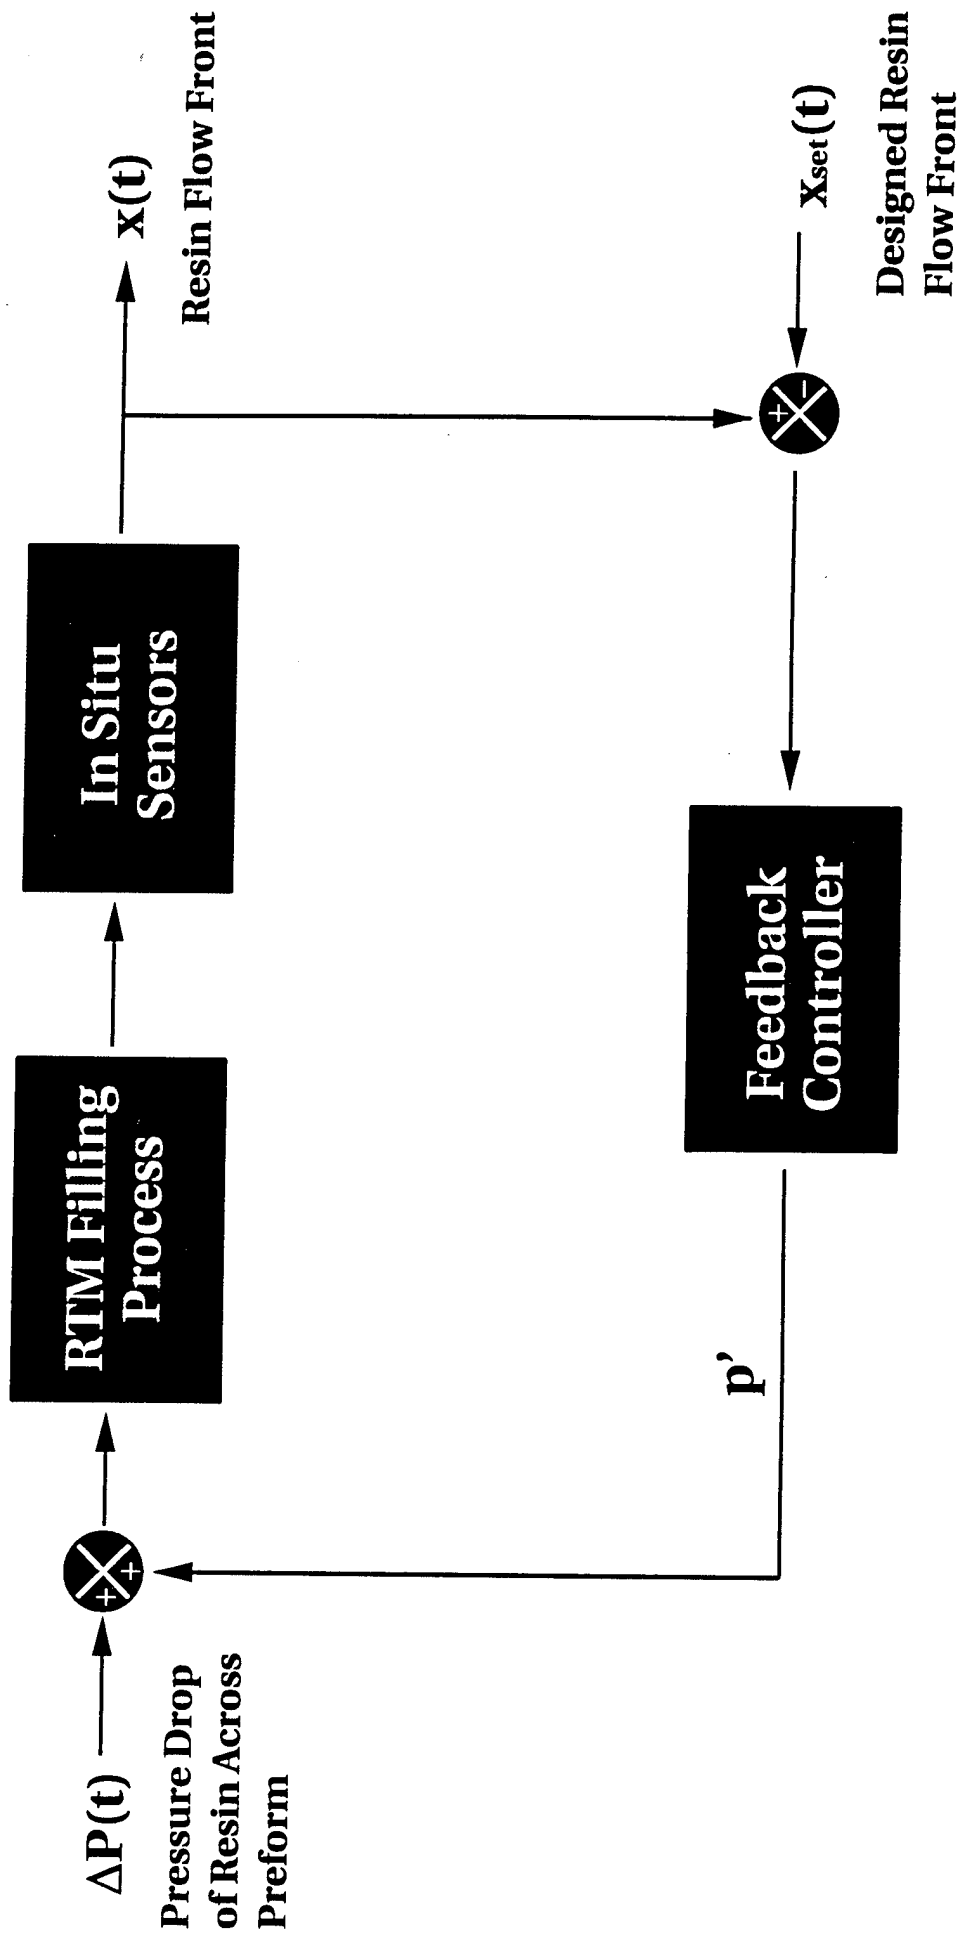 ΔP(t)
Pressure Drop
of Resin Across
Preform
+
+
RTM Filling
Process
In Situ
Sensors
x(t)
Resin Flow Front
p’
Feedback
Controller
+
−
xset(t)
Designed Resin
Flow Front